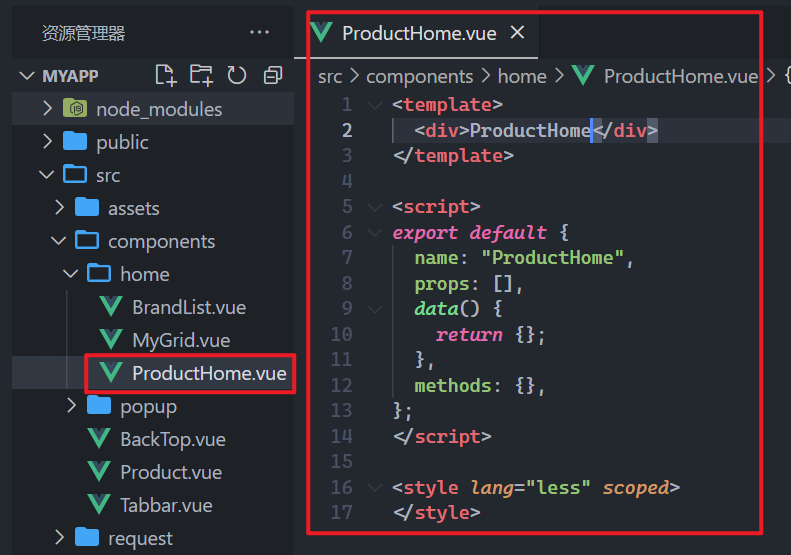 资源管理器 ...
MYAPP
node_modules
public
src
assets
components
home
BrandList.vue
MyGrid.vue
ProductHome.vue
popup
BackTop.vue
Product.vue
Tabbar.vue
request
ProductHome.vue ×
src > components > home > ProductHome.vue > {
1 <template>
2 <div>ProductHome</div>
3 </template>
4
5 <script>
6 export default {
7 name: "ProductHome",
8 props: [],
9 data() {
10 return {};
11 },
12 methods: {},
13 };
14 </script>
15
16 <style lang="less" scoped>
17 </style>